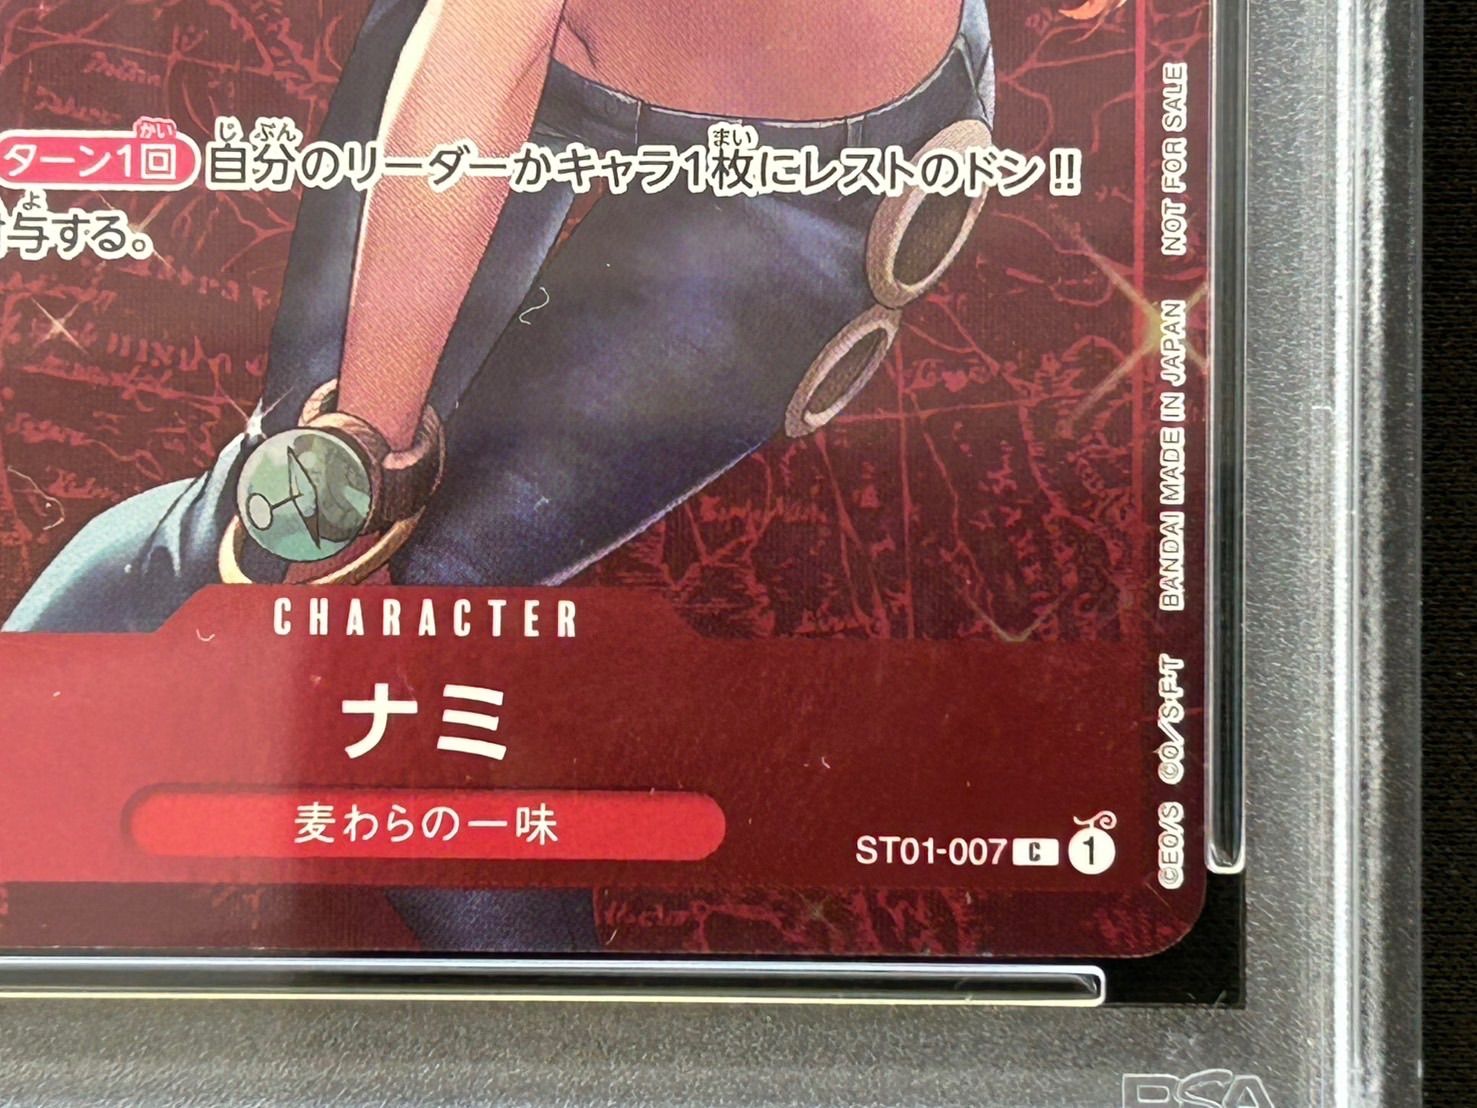 ターン1回 自分のリーダーかキャラ1枚にレストのドン!!
付与する。
CHARACTER
ナミ
麦わらの一味
ST01-007 C 1
©EO/S ©O/S·F·T BANDAI MADE IN JAPAN NOT FOR SALE
PSA